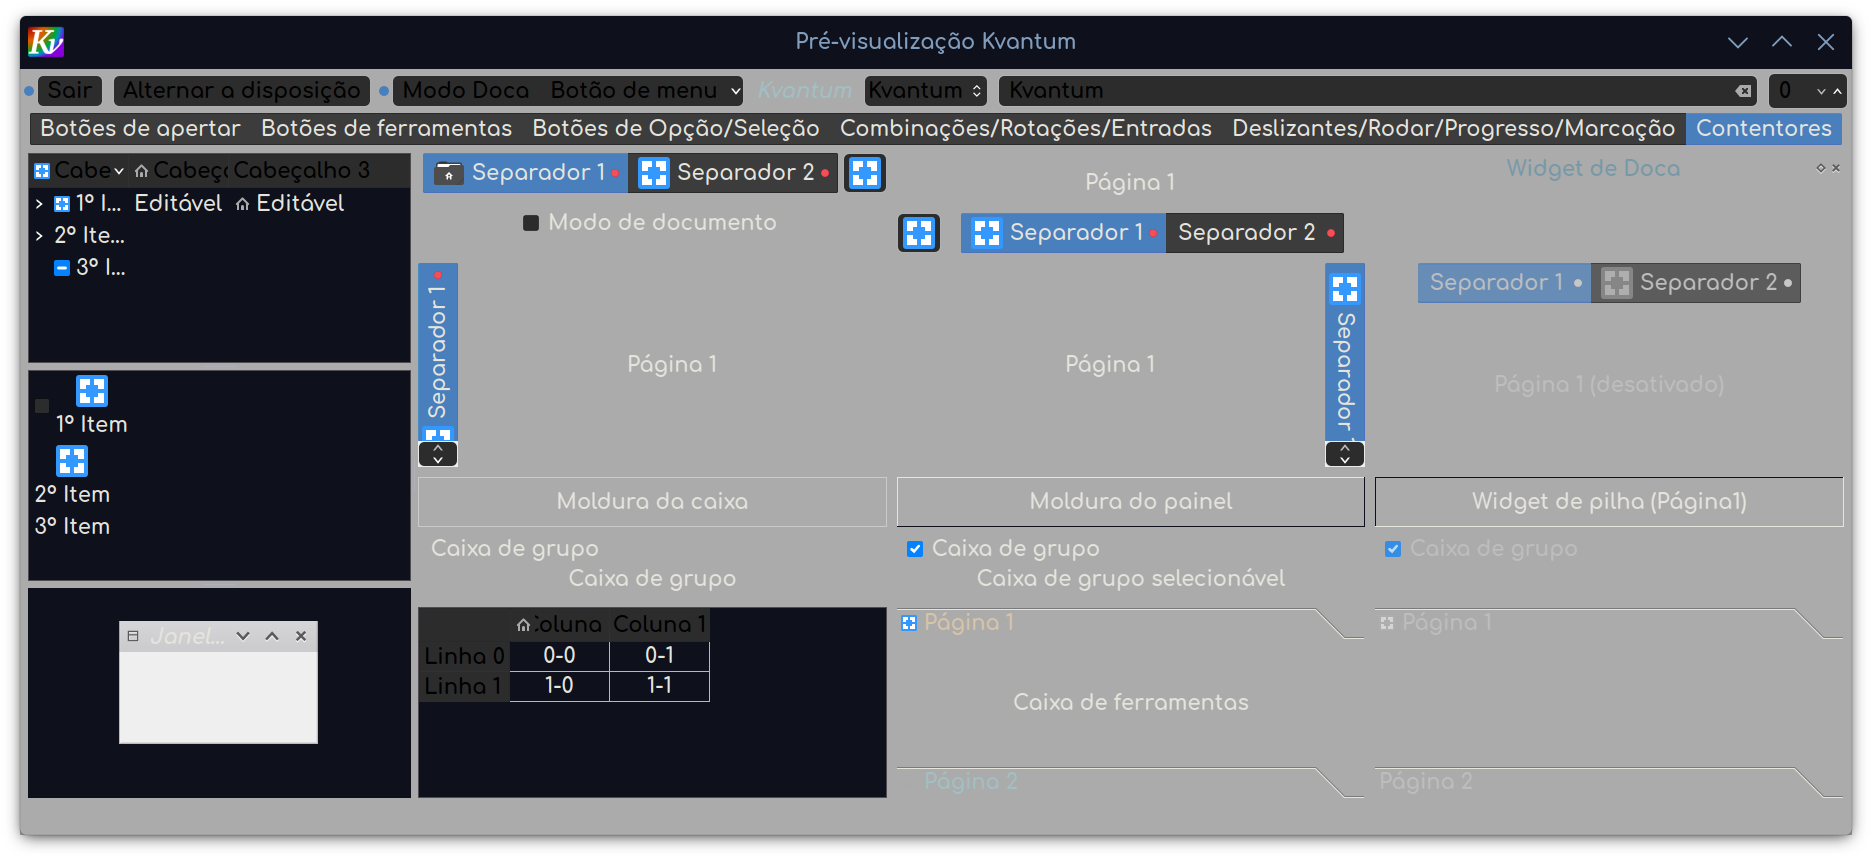 Kv
Pré-visualização Kvantum
Sair Alternar a disposição Modo Doca Botão de menu Kvantum Kvantum Kvantum 0
Botões de apertar Botões de ferramentas Botões de Opção/Seleção Combinações/Rotações/Entradas Deslizantes/Rodar/Progresso/Marcação Contentores
Cabe Cabeç Cabeçalho 3
1º I... Editável Editável
2º Ite...
3º I...
1º Item
2º Item
3º Item
Janel...
Separador 1 Separador 2
Modo de documento
Separador 1
Página 1
Página 1
Separador 1 Separador 2
Página 1
Separador
Widget de Doca
Separador 1 Separador 2
Página 1 (desativado)
Moldura da caixa Moldura do painel Widget de pilha (Página1)
Caixa de grupo Caixa de grupo Caixa de grupo
Caixa de grupo Caixa de grupo selecionável
Coluna Coluna 1
Linha 0 0-0 0-1
Linha 1 1-0 1-1
Página 1
Caixa de ferramentas
Página 2
Página 1
Página 2